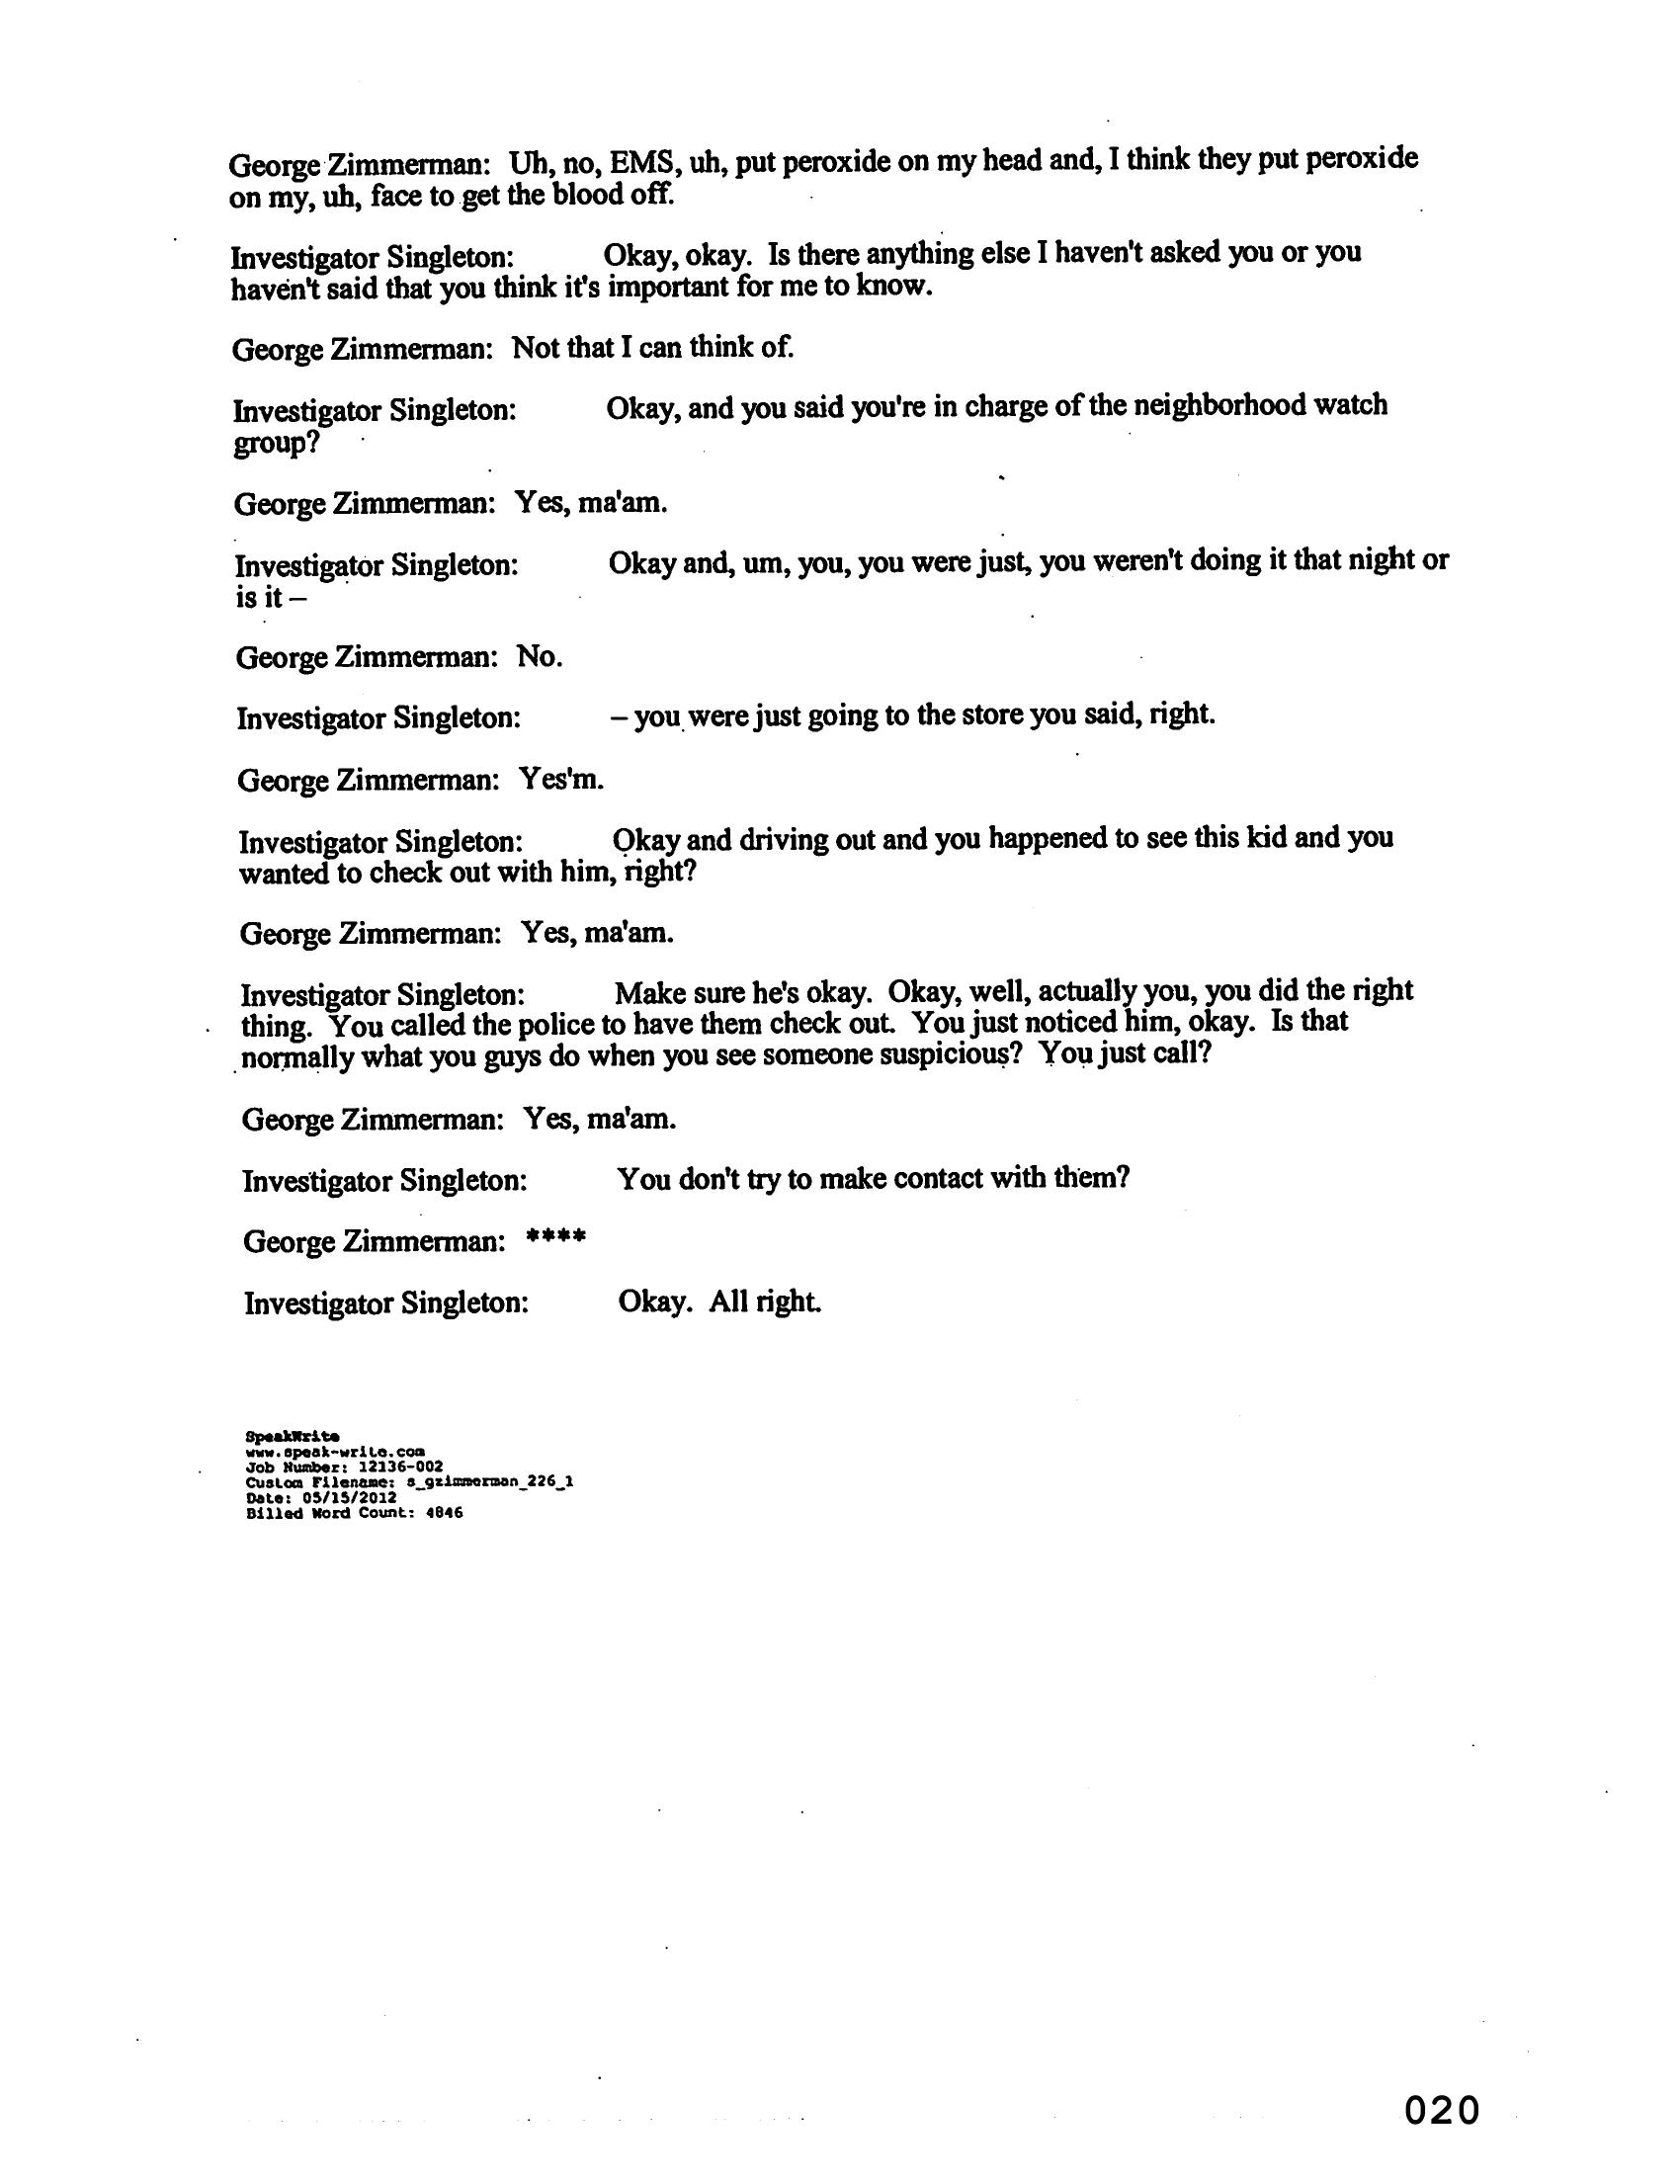 George Zimmerman: Uh, no, EMS, uh, put peroxide on my head and, I think they put peroxide
on my, uh, face to get the blood off.
Investigator Singleton: Okay, okay. Is there anything else I haven't asked you or you
haven't said that you think it's important for me to know.
George Zimmerman: Not that I can think of.
Investigator Singleton: Okay, and you said you're in charge of the neighborhood watch
group?
George Zimmerman: Yes, ma'am.
Investigator Singleton: Okay and, um, you, you were just, you weren't doing it that night or
is it –
George Zimmerman: No.
Investigator Singleton: – you were just going to the store you said, right.
George Zimmerman: Yes'm.
Investigator Singleton: Okay and driving out and you happened to see this kid and you
wanted to check out with him, right?
George Zimmerman: Yes, ma'am.
Investigator Singleton: Make sure he's okay. Okay, well, actually you, you did the right
thing. You called the police to have them check out. You just noticed him, okay. Is that
normally what you guys do when you see someone suspicious? You just call?
George Zimmerman: Yes, ma'am.
Investigator Singleton: You don't try to make contact with them?
George Zimmerman: ****
Investigator Singleton: Okay. All right.
SpeakWrite
www.speak-write.com
Job Number: 12136-002
Custom Filename: s_gzimmerman_226_1
Date: 05/15/2012
Billed Word Count: 4846
020